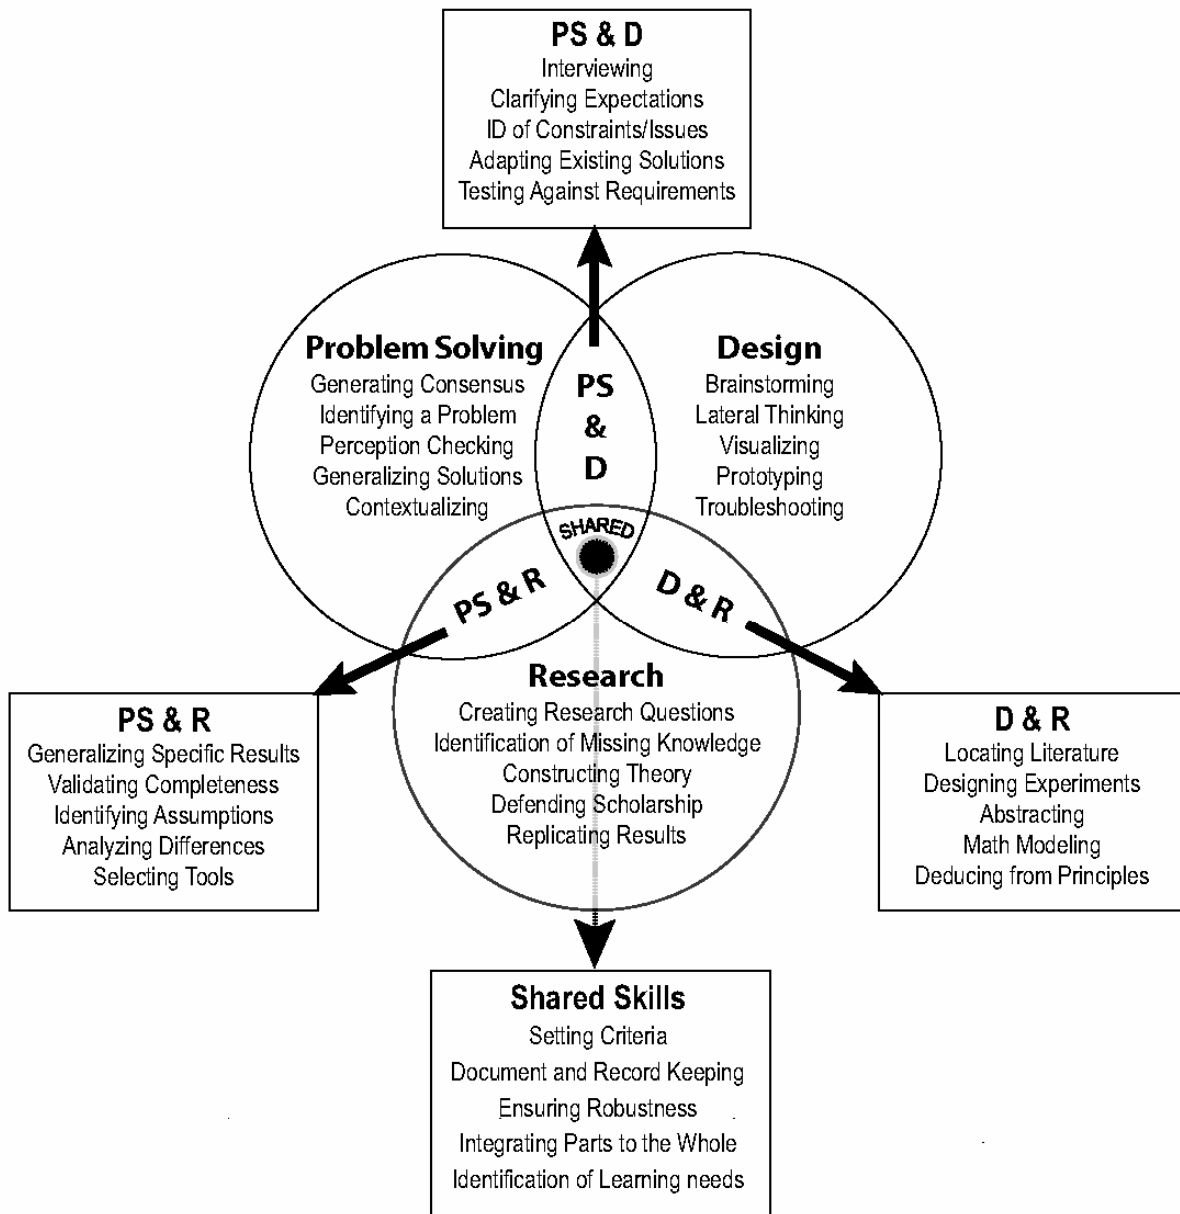 PS & D
Interviewing
Clarifying Expectations
ID of Constraints/Issues
Adapting Existing Solutions
Testing Against Requirements
Problem Solving
Generating Consensus
Identifying a Problem
Perception Checking
Generalizing Solutions
Contextualizing
PS
&
D
Design
Brainstorming
Lateral Thinking
Visualizing
Prototyping
Troubleshooting
SHARED
PS & R
D & R
Research
Creating Research Questions
Identification of Missing Knowledge
Constructing Theory
Defending Scholarship
Replicating Results
PS & R
Generalizing Specific Results
Validating Completeness
Identifying Assumptions
Analyzing Differences
Selecting Tools
D & R
Locating Literature
Designing Experiments
Abstracting
Math Modeling
Deducing from Principles
Shared Skills
Setting Criteria
Document and Record Keeping
Ensuring Robustness
Integrating Parts to the Whole
Identification of Learning needs